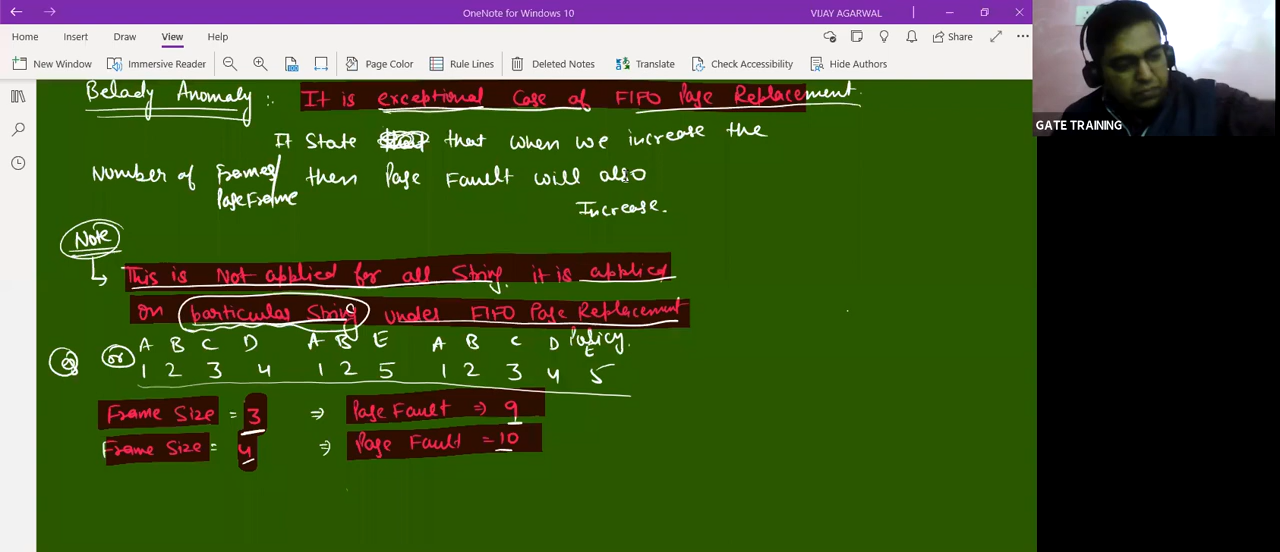 OneNote for Windows 10
VIJAY AGARWAL
Home Insert Draw View Help
Share
New Window Immersive Reader Page Color Rule Lines Deleted Notes Translate Check Accessibility Hide Authors
GATE TRAINING
Belady Anomaly :. It is exceptional Case of FIFO Page Replacement.
It State that when we increase the
Number of Frames/ then Page Fault will also
PageFrame Increase.
Note
This is Not applied for all String. it is applied
on particular String under FIFO Page Replacement
Policy.
A B C D A B E A B C D E
eg or 1 2 3 4 1 2 5 1 2 3 4 5
Frame Size = 3 ⇒ Page Fault ⇒ 9
Frame Size = 4 ⇒ Page Fault = 10